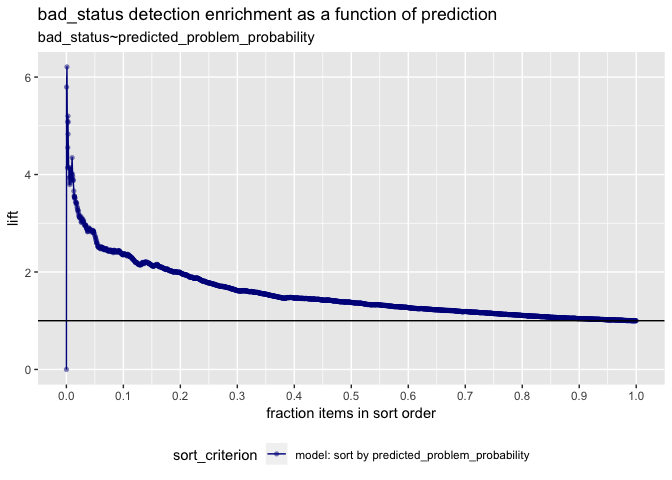 bad_status detection enrichment as a function of prediction
bad_status~predicted_problem_probability
6
4
2
0
lift
0.0 0.1 0.2 0.3 0.4 0.5 0.6 0.7 0.8 0.9 1.0
fraction items in sort order
sort_criterion model: sort by predicted_problem_probability